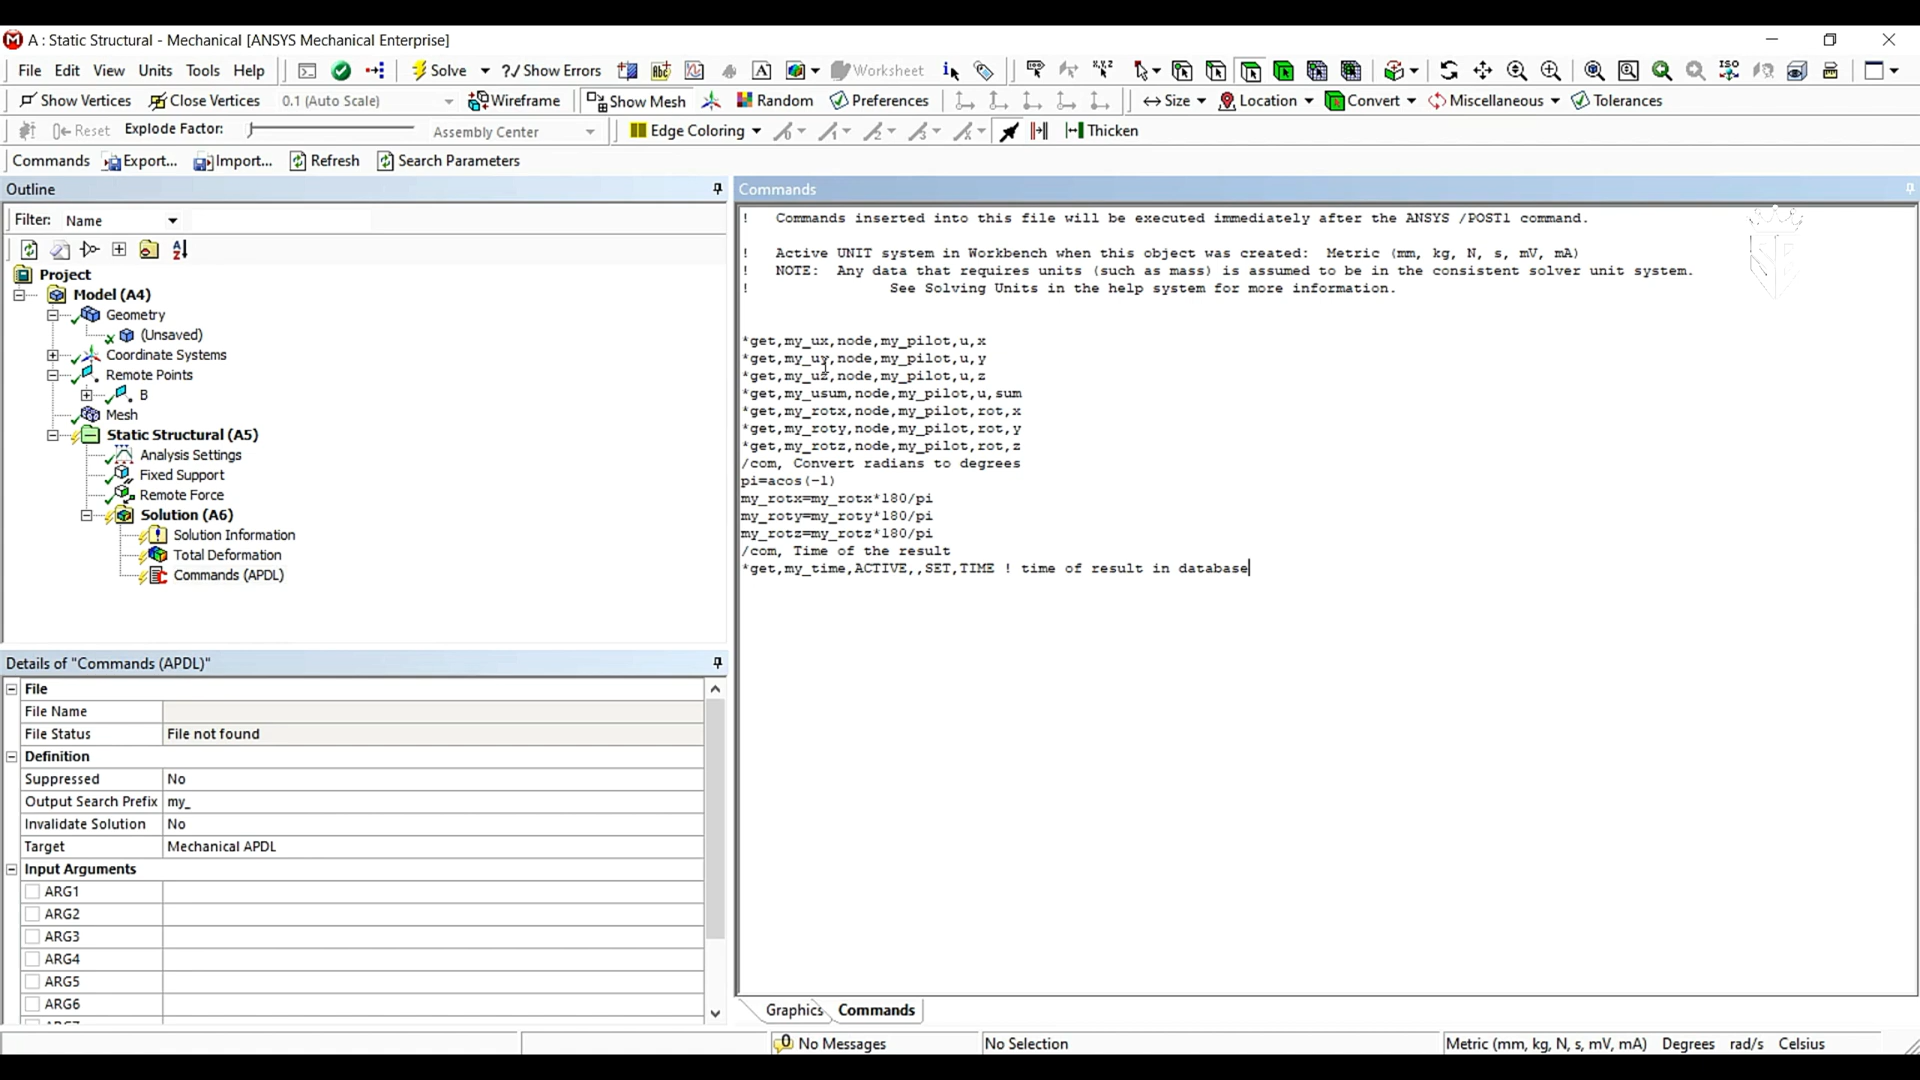 A : Static Structural - Mechanical [ANSYS Mechanical Enterprise]
File Edit View Units Tools Help Solve ?/ Show Errors Worksheet
Show Vertices Close Vertices 0.1 (Auto Scale) Wireframe Show Mesh Random Preferences Size Location Convert Miscellaneous Tolerances
Reset Explode Factor: Assembly Center Edge Coloring Thicken
Commands Export... Import... Refresh Search Parameters
Outline
Filter: Name
Project
Model (A4)
Geometry
(Unsaved)
Coordinate Systems
Remote Points
B
Mesh
Static Structural (A5)
Analysis Settings
Fixed Support
Remote Force
Solution (A6)
Solution Information
Total Deformation
Commands (APDL)
Details of "Commands (APDL)"
File
File Name
File Status File not found
Definition
Suppressed No
Output Search Prefix my_
Invalidate Solution No
Target Mechanical APDL
Input Arguments
ARG1
ARG2
ARG3
ARG4
ARG5
ARG6
Commands
! Commands inserted into this file will be executed immediately after the ANSYS /POST1 command.
! Active UNIT system in Workbench when this object was created: Metric (mm, kg, N, s, mV, mA)
! NOTE: Any data that requires units (such as mass) is assumed to be in the consistent solver unit system.
! See Solving Units in the help system for more information.
*get,my_ux,node,my_pilot,u,x
*get,my_uy,node,my_pilot,u,y
*get,my_uz,node,my_pilot,u,z
*get,my_usum,node,my_pilot,u,sum
*get,my_rotx,node,my_pilot,rot,x
*get,my_roty,node,my_pilot,rot,y
*get,my_rotz,node,my_pilot,rot,z
/com, Convert radians to degrees
pi=acos(-1)
my_rotx=my_rotx*180/pi
my_roty=my_roty*180/pi
my_rotz=my_rotz*180/pi
/com, Time of the result
*get,my_time,ACTIVE,,SET,TIME ! time of result in database
Graphics Commands
0 No Messages No Selection Metric (mm, kg, N, s, mV, mA) Degrees rad/s Celsius